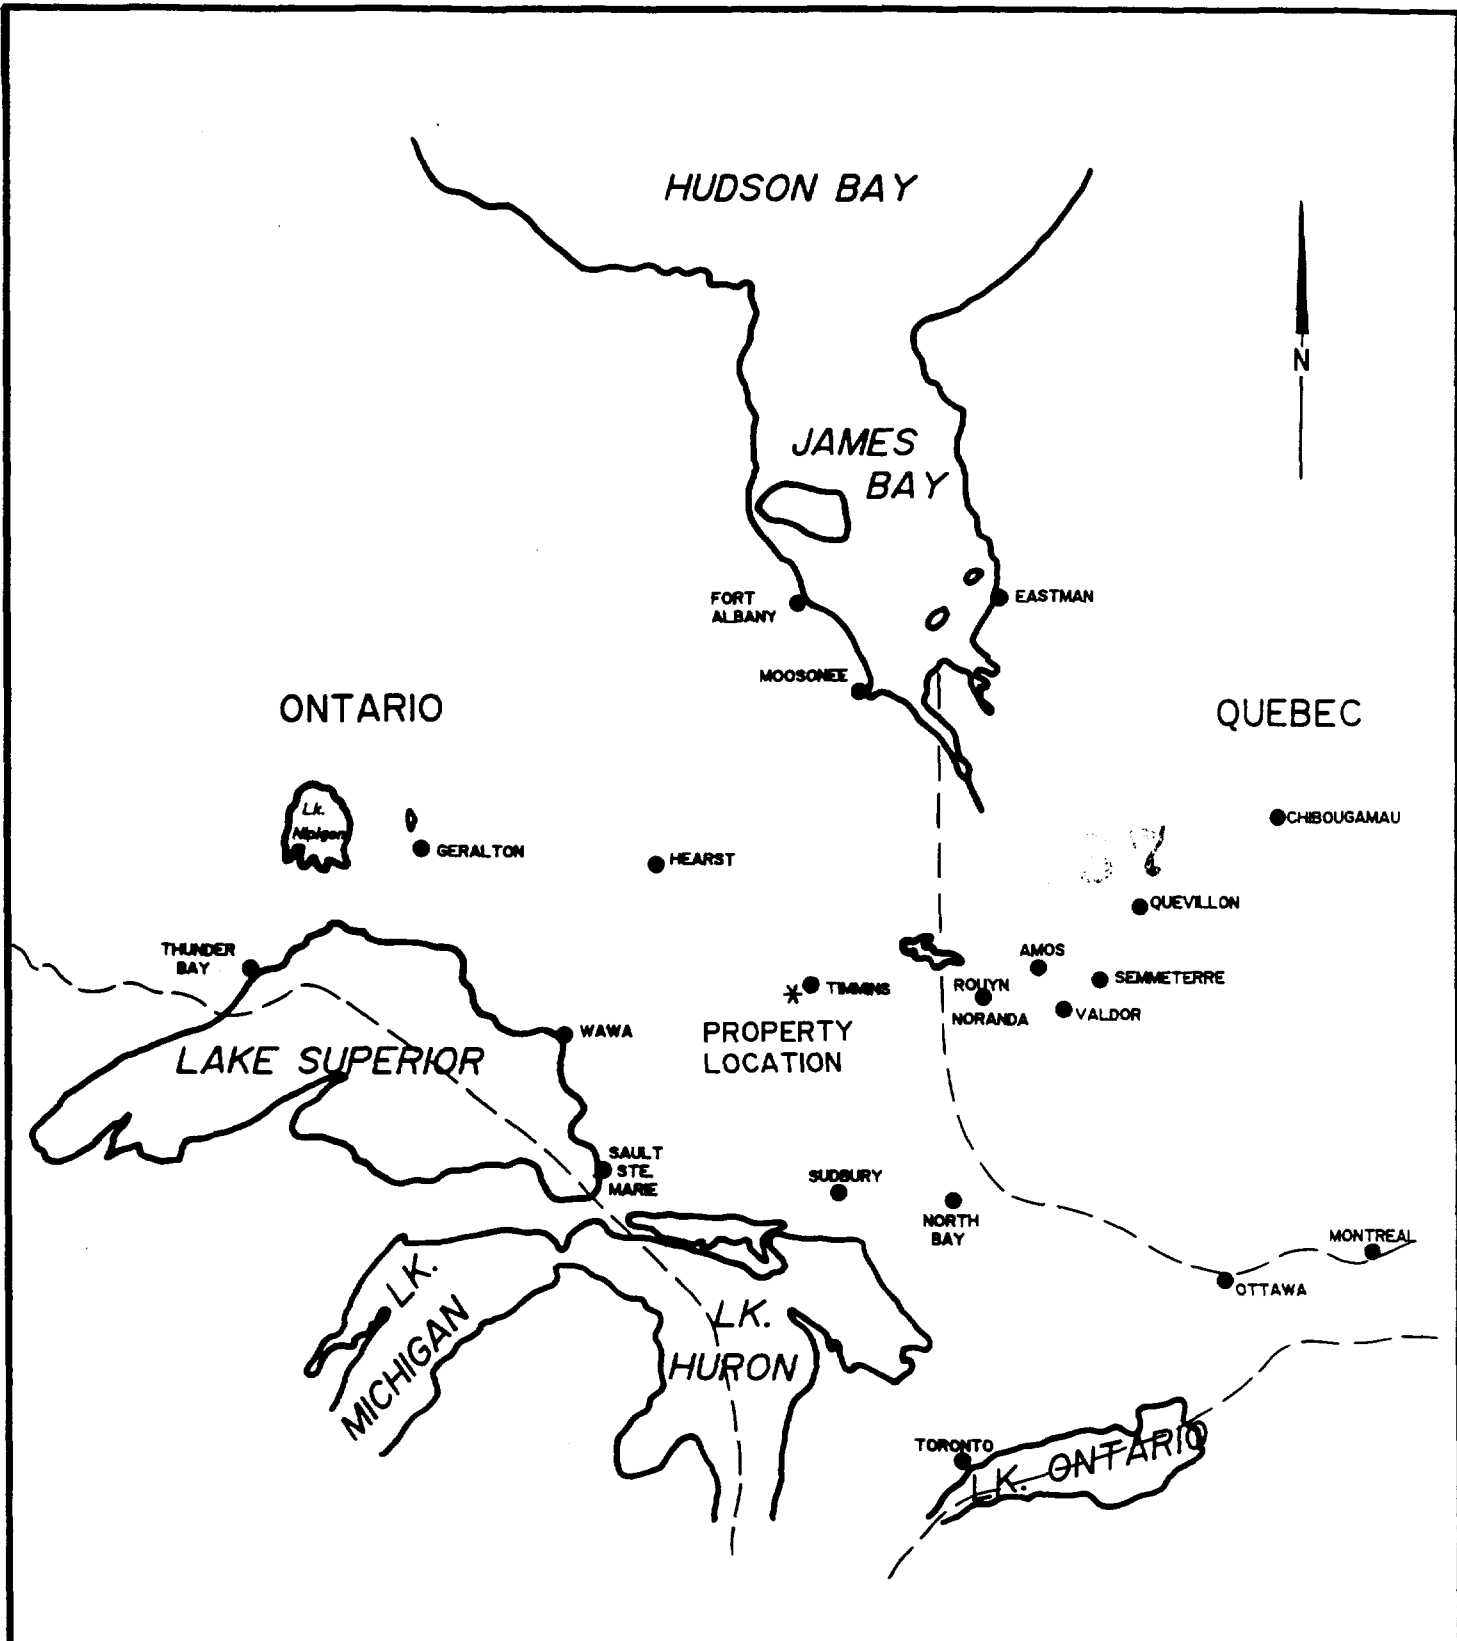 HUDSON BAY
N
JAMES
BAY
FORT
ALBANY
EASTMAN
MOOSONEE
ONTARIO
QUEBEC
Lk.
Nipigon
GERALTON
HEARST
CHIBOUGAMAU
QUEVILLON
THUNDER
BAY
AMOS
SEMMETERRE
TIMMINS
ROUYN
NORANDA
VALDOR
WAWA
PROPERTY
LOCATION
LAKE SUPERIOR
SAULT
STE.
MARIE
SUDBURY
NORTH
BAY
MONTREAL
OTTAWA
LK.
MICHIGAN
LK.
HURON
TORONTO
LK. ONTARIO